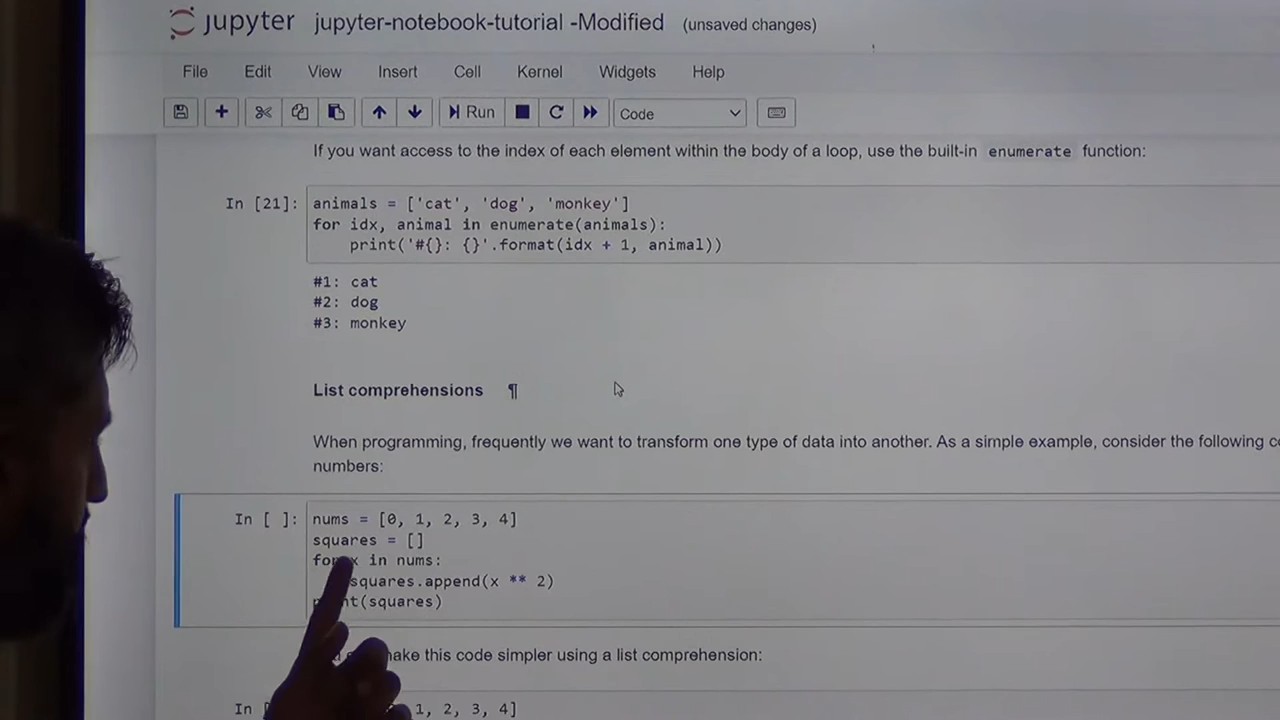 jupyter jupyter-notebook-tutorial -Modified (unsaved changes)
File Edit View Insert Cell Kernel Widgets Help
Run Code
If you want access to the index of each element within the body of a loop, use the built-in enumerate function:
In [21]: animals = ['cat', 'dog', 'monkey']
for idx, animal in enumerate(animals):
print('#{}: {}'.format(idx + 1, animal))
#1: cat
#2: dog
#3: monkey
List comprehensions ¶
When programming, frequently we want to transform one type of data into another. As a simple example, consider the following
numbers:
In [ ]: nums = [0, 1, 2, 3, 4]
squares = []
for x in nums:
squares.append(x ** 2)
print(squares)
make this code simpler using a list comprehension:
In [ 1, 2, 3, 4]